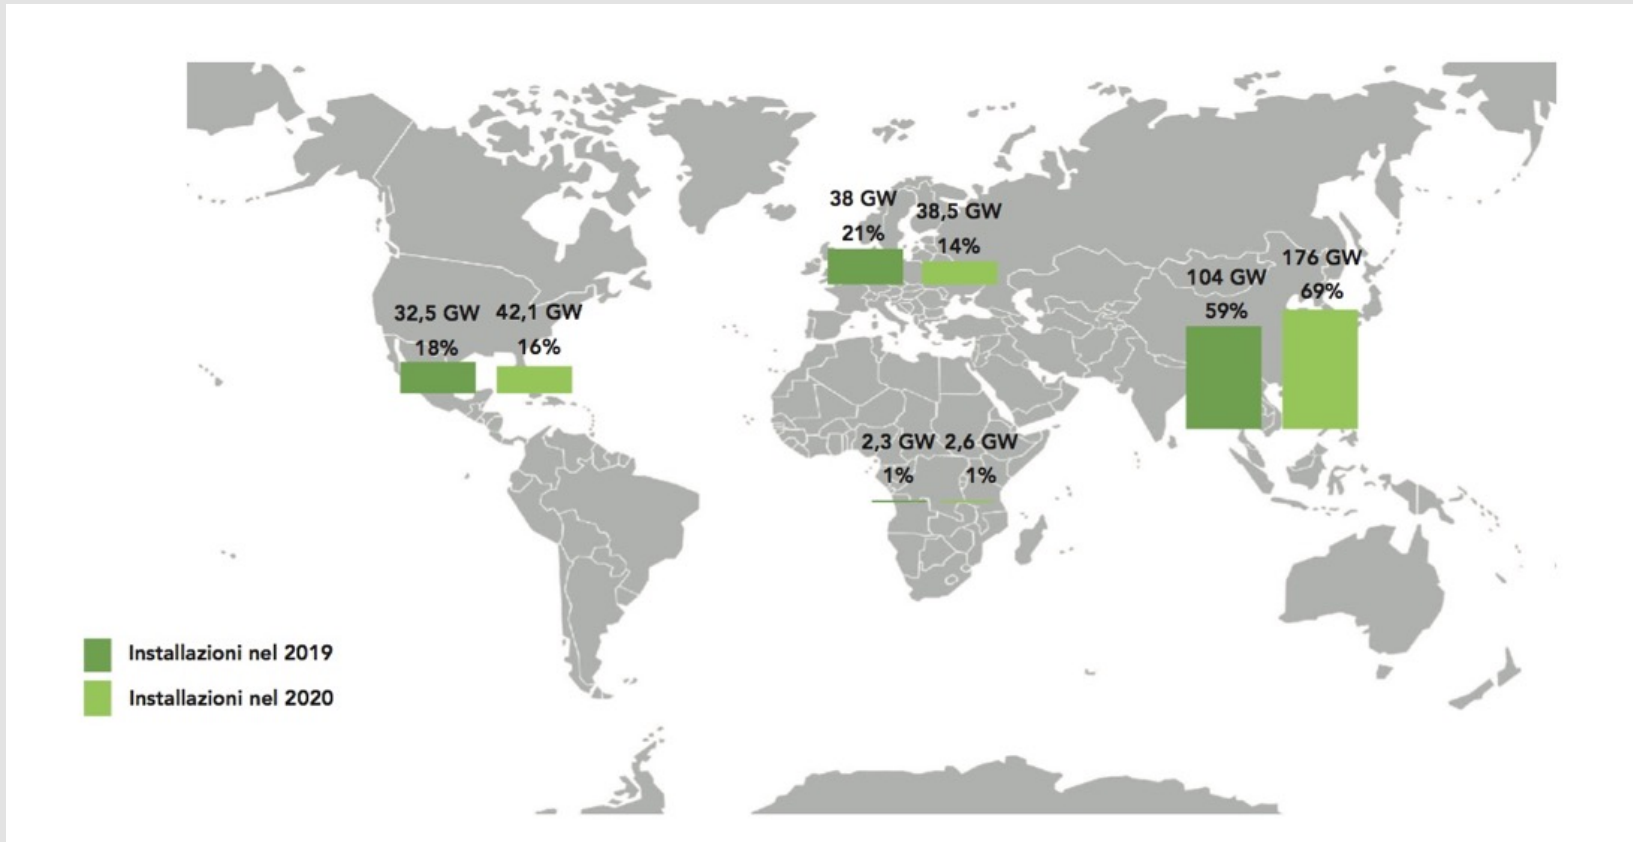 38 GW
21%
38,5 GW
14%
176 GW
69%
104 GW
59%
32,5 GW
18%
42,1 GW
16%
2,3 GW
1%
2,6 GW
1%
Installazioni nel 2019
Installazioni nel 2020